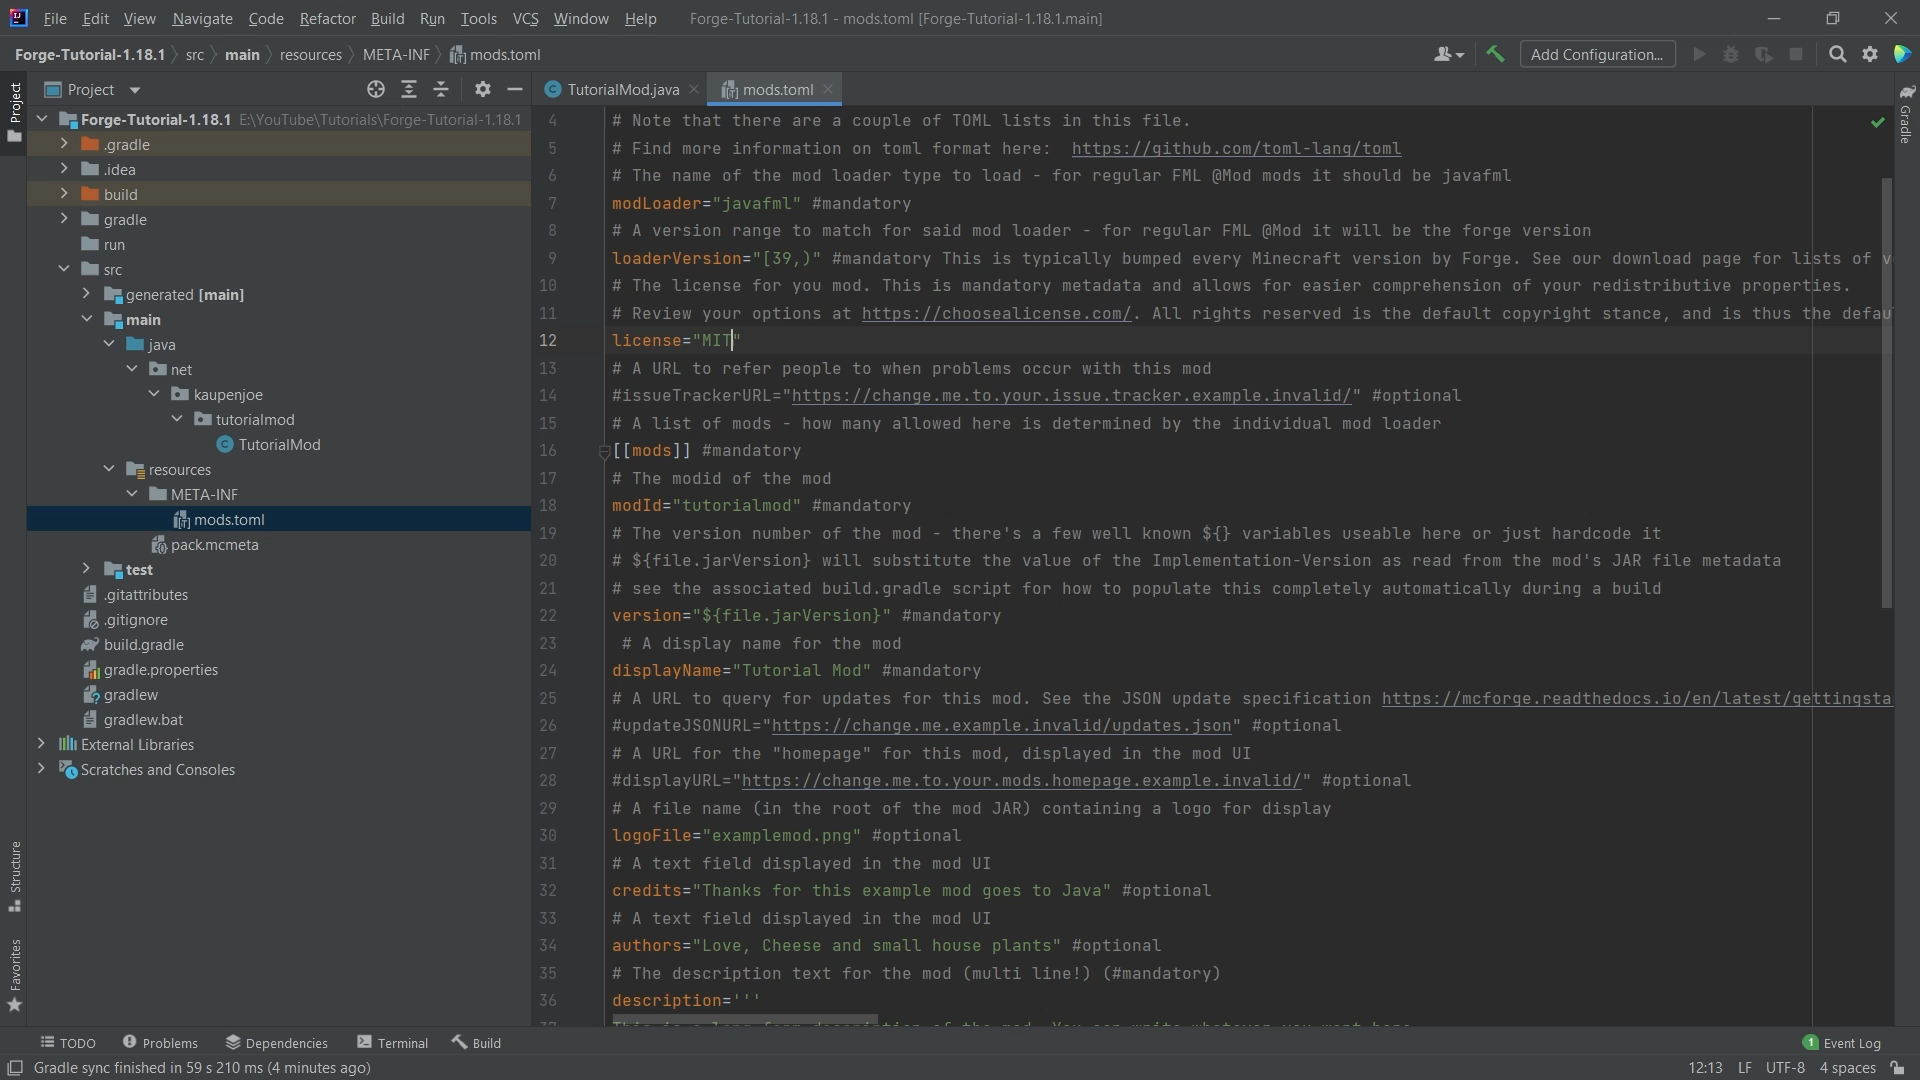 File Edit View Navigate Code Refactor Build Run Tools VCS Window Help Forge-Tutorial-1.18.1 - mods.toml [Forge-Tutorial-1.18.1.main]
Forge-Tutorial-1.18.1 src main resources META-INF mods.toml Add Configuration...
Project
Project
TutorialMod.java mods.toml
Gradle
Forge-Tutorial-1.18.1 E:\YouTube\Tutorials\Forge-Tutorial-1.18.1
.gradle
.idea
build
gradle
run
src
generated [main]
main
java
net
kaupenjoe
tutorialmod
TutorialMod
resources
META-INF
mods.toml
pack.mcmeta
test
.gitattributes
.gitignore
build.gradle
gradle.properties
gradlew
gradlew.bat
External Libraries
Scratches and Consoles
Structure
Favorites
4 # Note that there are a couple of TOML lists in this file.
5 # Find more information on toml format here:  https://github.com/toml-lang/toml
6 # The name of the mod loader type to load - for regular FML @Mod mods it should be javafml
7 modLoader="javafml" #mandatory
8 # A version range to match for said mod loader - for regular FML @Mod it will be the forge version
9 loaderVersion="[39,)" #mandatory This is typically bumped every Minecraft version by Forge. See our download page for lists of v
10 # The license for you mod. This is mandatory metadata and allows for easier comprehension of your redistributive properties.
11 # Review your options at https://choosealicense.com/. All rights reserved is the default copyright stance, and is thus the defau
12 license="MIT"
13 # A URL to refer people to when problems occur with this mod
14 #issueTrackerURL="https://change.me.to.your.issue.tracker.example.invalid/" #optional
15 # A list of mods - how many allowed here is determined by the individual mod loader
16 [[mods]] #mandatory
17 # The modid of the mod
18 modId="tutorialmod" #mandatory
19 # The version number of the mod - there's a few well known ${} variables useable here or just hardcode it
20 # ${file.jarVersion} will substitute the value of the Implementation-Version as read from the mod's JAR file metadata
21 # see the associated build.gradle script for how to populate this completely automatically during a build
22 version="${file.jarVersion}" #mandatory
23  # A display name for the mod
24 displayName="Tutorial Mod" #mandatory
25 # A URL to query for updates for this mod. See the JSON update specification https://mcforge.readthedocs.io/en/latest/gettingsta
26 #updateJSONURL="https://change.me.example.invalid/updates.json" #optional
27 # A URL for the "homepage" for this mod, displayed in the mod UI
28 #displayURL="https://change.me.to.your.mods.homepage.example.invalid/" #optional
29 # A file name (in the root of the mod JAR) containing a logo for display
30 logoFile="examplemod.png" #optional
31 # A text field displayed in the mod UI
32 credits="Thanks for this example mod goes to Java" #optional
33 # A text field displayed in the mod UI
34 authors="Love, Cheese and small house plants" #optional
35 # The description text for the mod (multi line!) (#mandatory)
36 description='''
TODO Problems Dependencies Terminal Build 1 Event Log
Gradle sync finished in 59 s 210 ms (4 minutes ago) 12:13 LF UTF-8 4 spaces